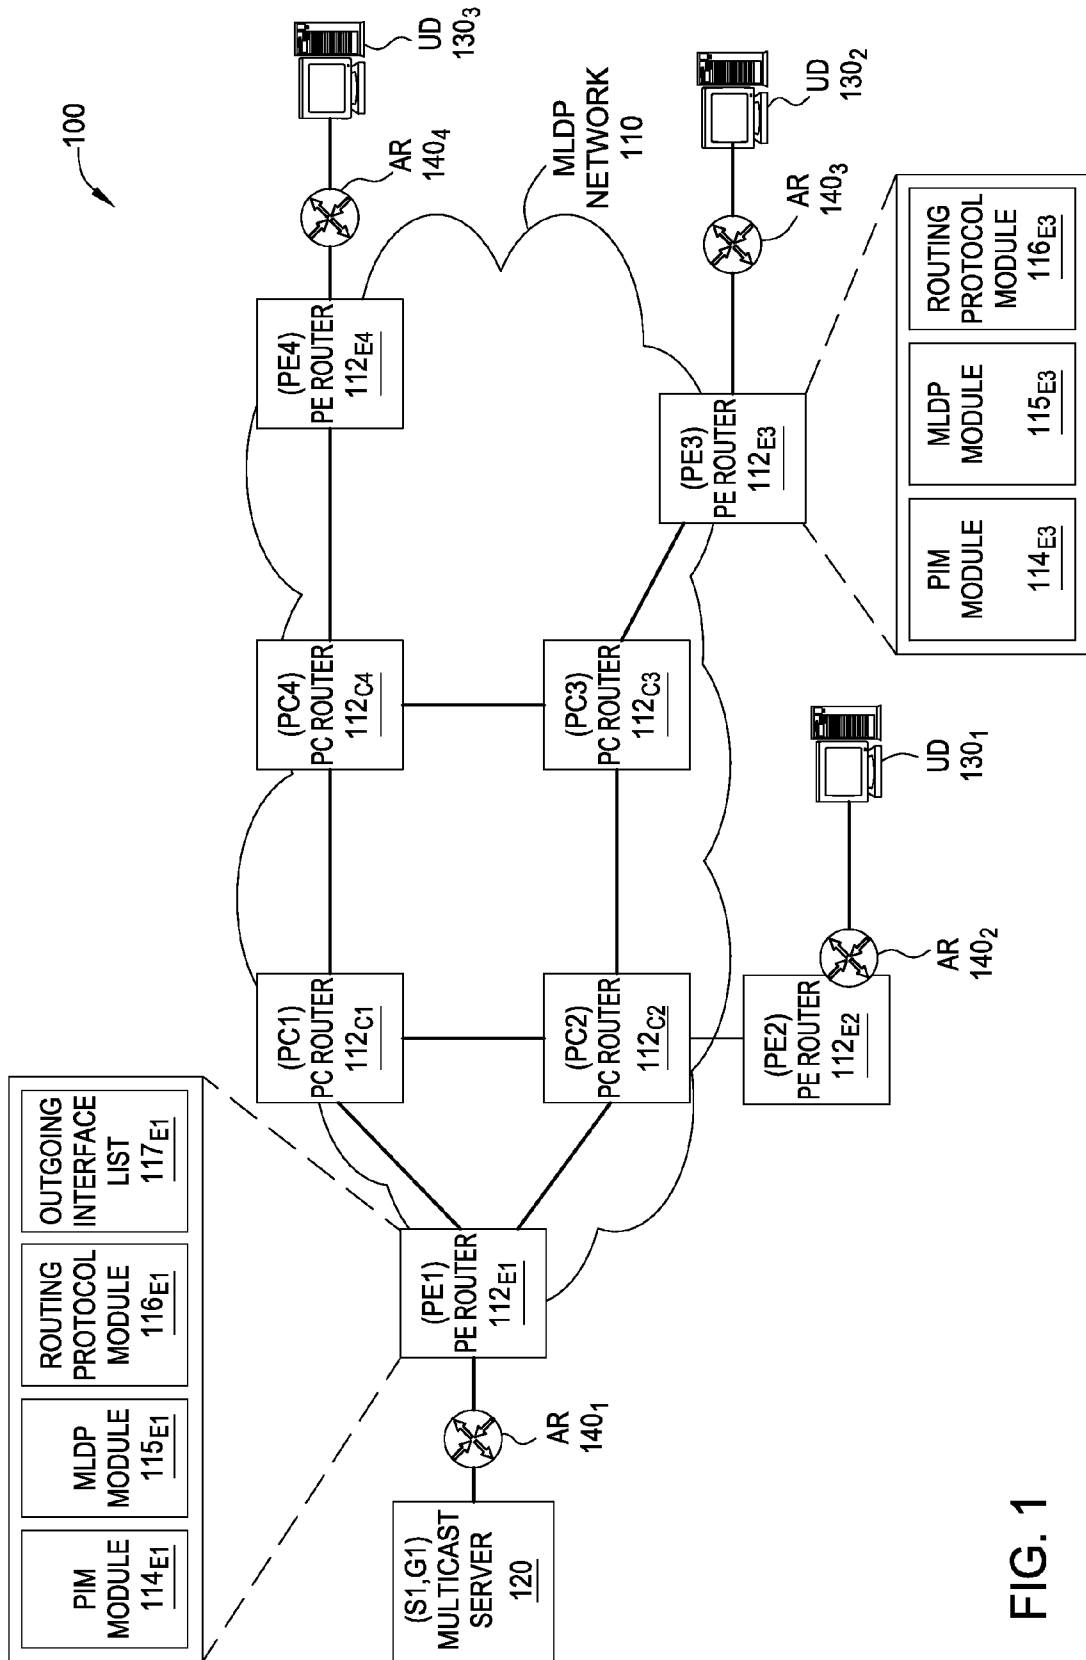 100
PIM
MODULE
114E1
MLDP
MODULE
115E1
ROUTING
PROTOCOL
MODULE
116E1
OUTGOING
INTERFACE
LIST
117E1
(S1,G1)
MULTICAST
SERVER
120
AR
1401
(PE1)
PE ROUTER
112E1
(PC1)
PC ROUTER
112C1
(PC4)
PC ROUTER
112C4
(PE4)
PE ROUTER
112E4
AR
1404
UD
1303
MLDP
NETWORK
110
(PC2)
PC ROUTER
112C2
(PC3)
PC ROUTER
112C3
(PE3)
PE ROUTER
112E3
AR
1403
UD
1302
(PE2)
PE ROUTER
112E2
AR
1402
UD
1301
PIM
MODULE
114E3
MLDP
MODULE
115E3
ROUTING
PROTOCOL
MODULE
116E3
FIG. 1